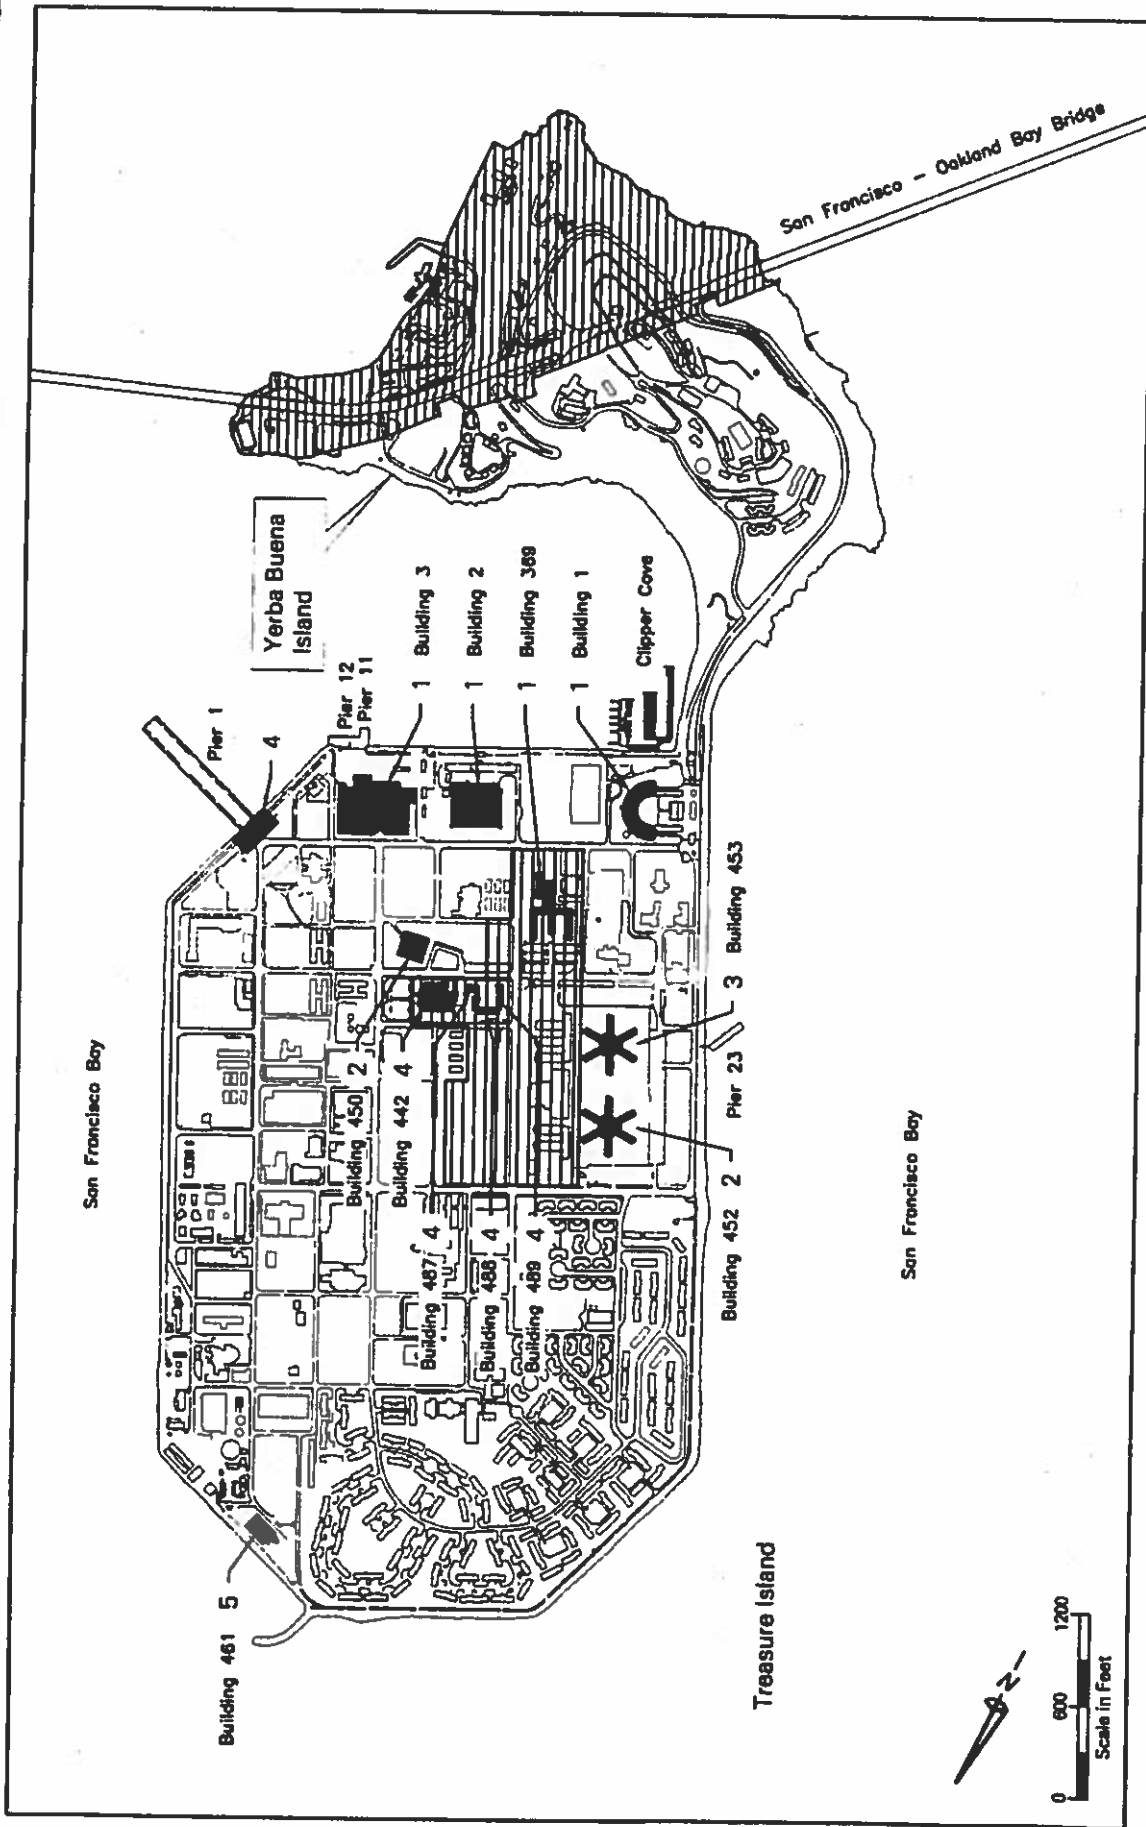 San Francisco Bay
San Francisco - Oakland Bay Bridge
Yerba Buena
Island
Pier 1
4
Pier 12
Pier 11
1 Building 3
1 Building 2
1 Building 369
1 Building 1
Clipper Cove
Building 450 2
Building 442 4
Building 487 4
Building 488 4
Building 489 4
Building 452 2
Pier 23
3 Building 453
Building 461 5
San Francisco Bay
Treasure Island
N
0 600 1200
Scale in Feet